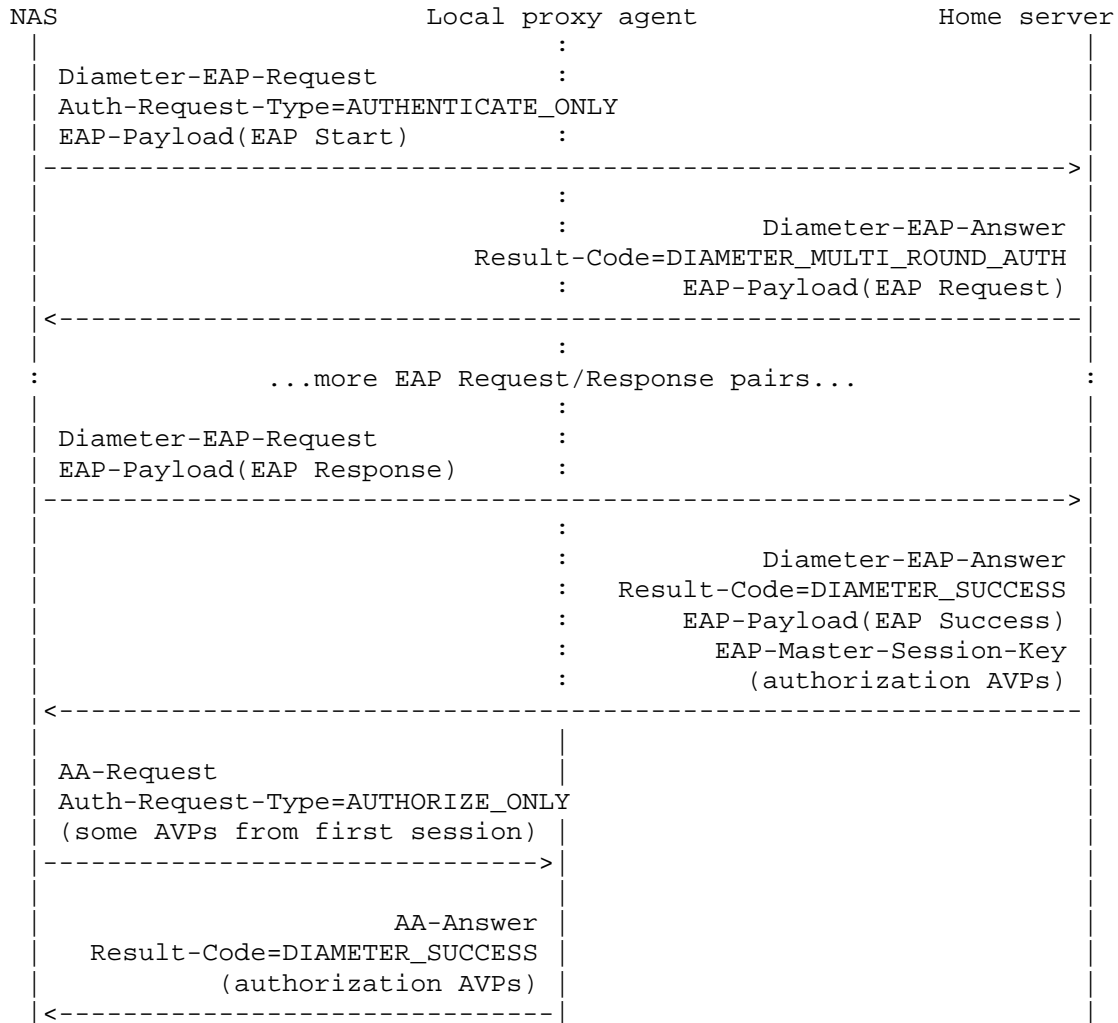 NAS Local proxy agent Home server
Diameter-EAP-Request
Auth-Request-Type=AUTHENTICATE_ONLY
EAP-Payload(EAP Start)
Diameter-EAP-Answer
Result-Code=DIAMETER_MULTI_ROUND_AUTH
EAP-Payload(EAP Request)
...more EAP Request/Response pairs...
Diameter-EAP-Request
EAP-Payload(EAP Response)
Diameter-EAP-Answer
Result-Code=DIAMETER_SUCCESS
EAP-Payload(EAP Success)
EAP-Master-Session-Key
(authorization AVPs)
AA-Request
Auth-Request-Type=AUTHORIZE_ONLY
(some AVPs from first session)
AA-Answer
Result-Code=DIAMETER_SUCCESS
(authorization AVPs)